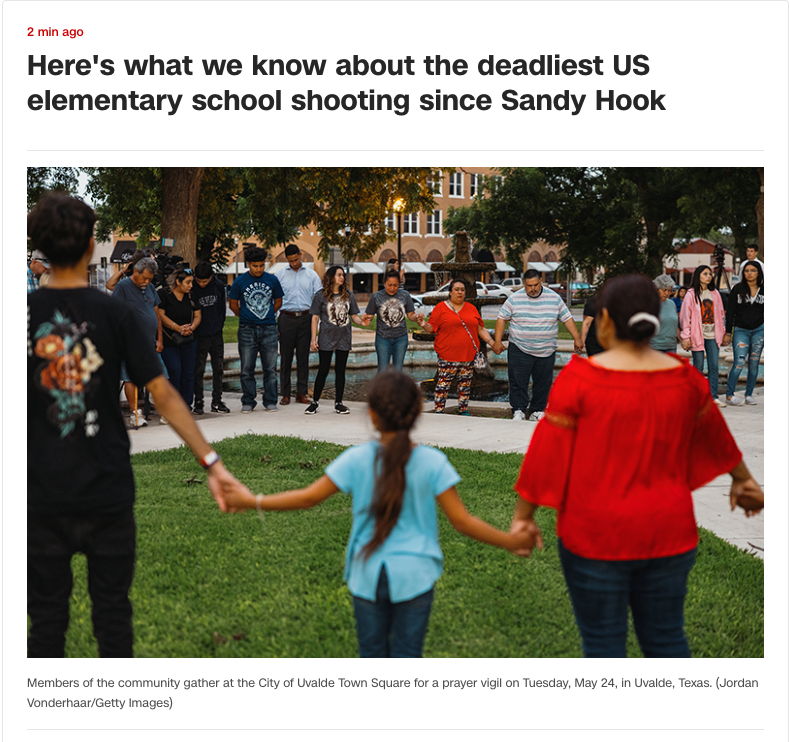 2 min ago
Here's what we know about the deadliest US
elementary school shooting since Sandy Hook
Members of the community gather at the City of Uvalde Town Square for a prayer vigil on Tuesday, May 24, in Uvalde, Texas. (Jordan
Vonderhaar/Getty Images)